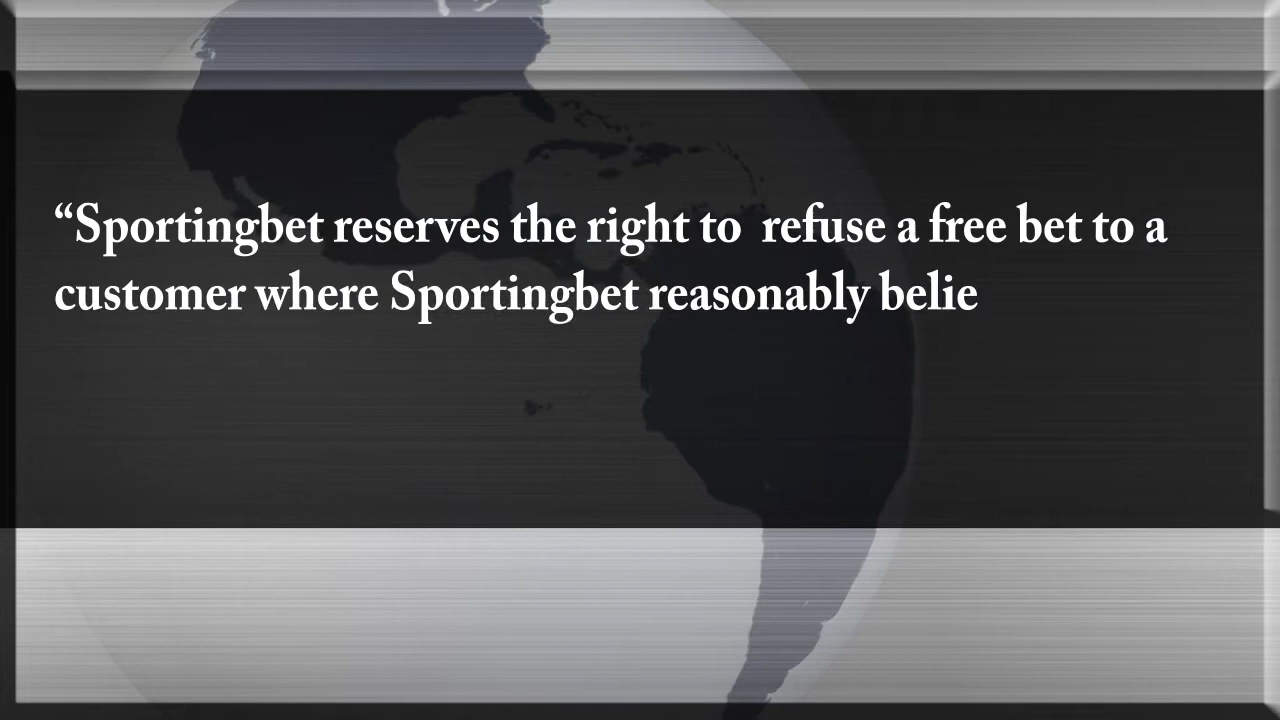 “Sportingbet reserves the right to  refuse a free bet to a
customer where Sportingbet reasonably belie